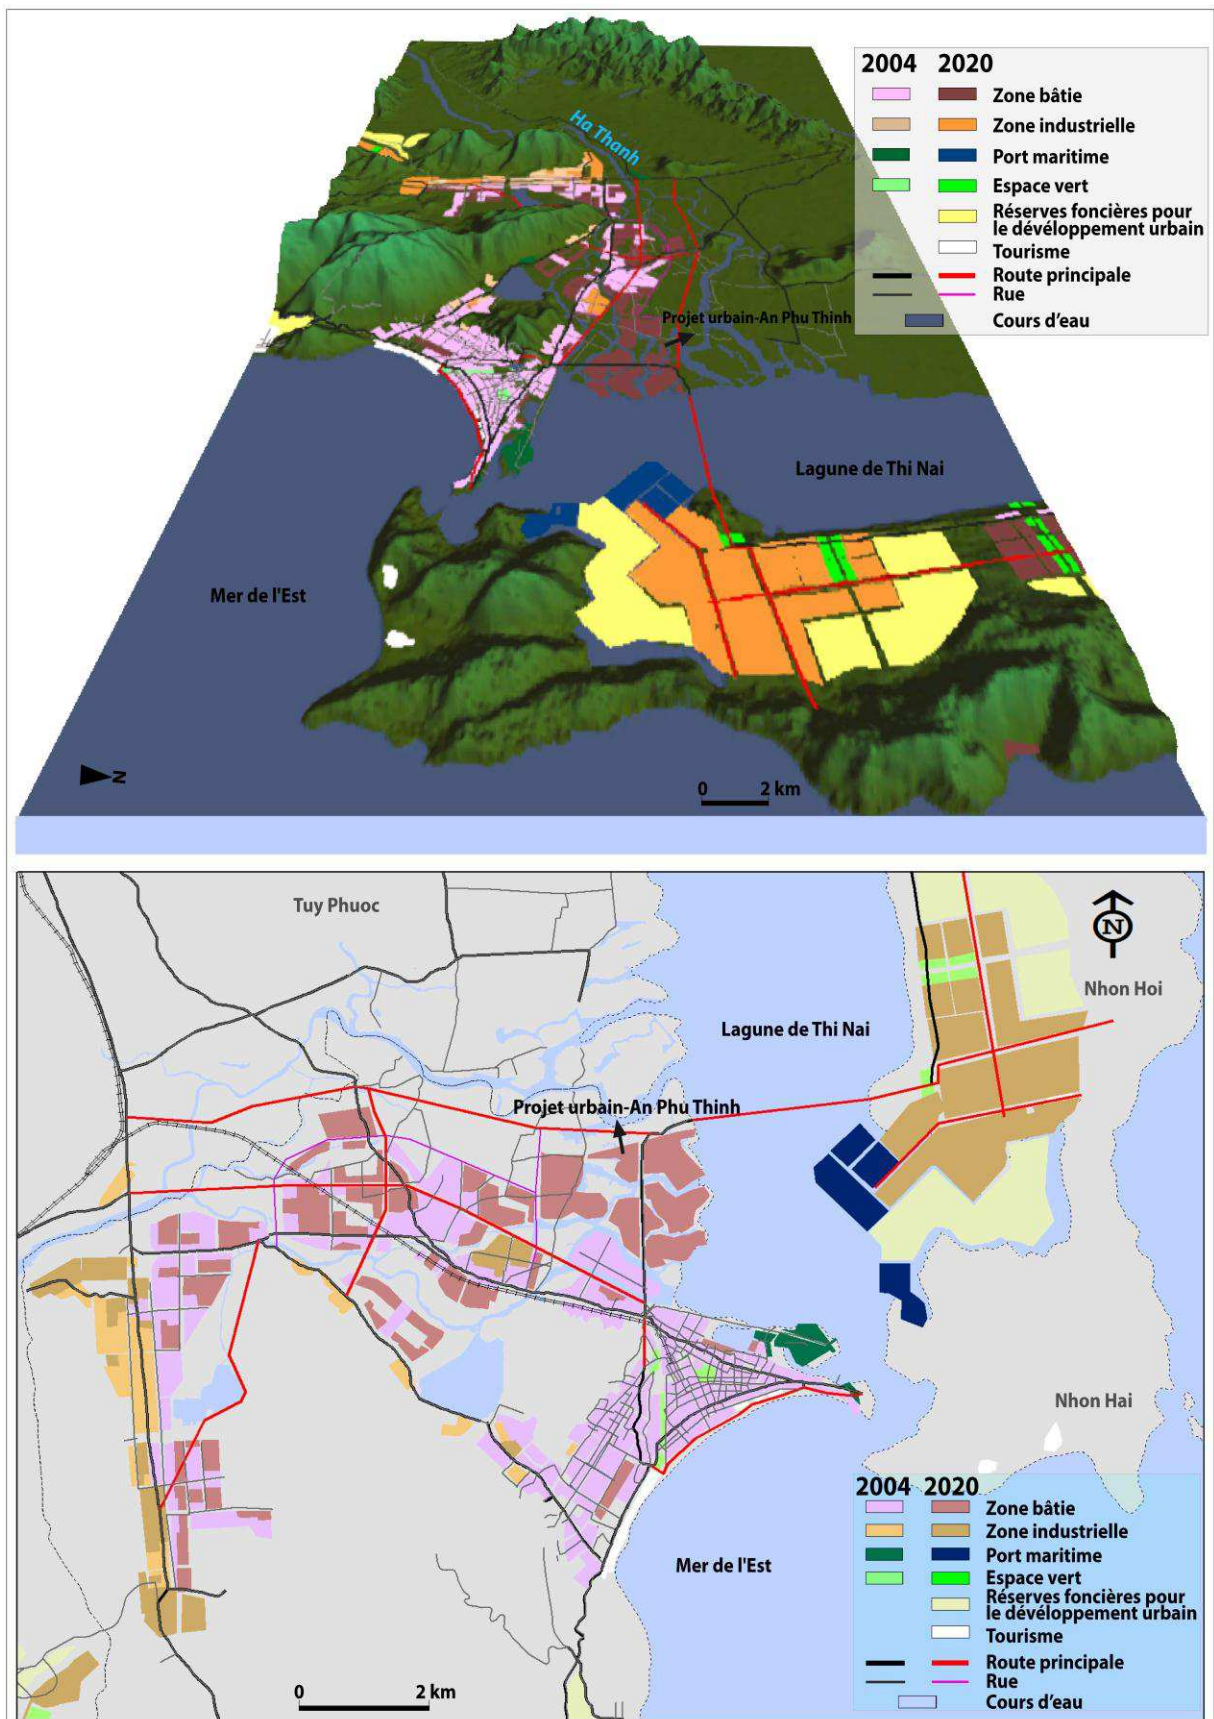 2004 2020
Zone bâtie
Zone industrielle
Port maritime
Espace vert
Réserves foncières pour
le dévéloppement urbain
Tourisme
Route principale
Rue
Cours d'eau
Ha Thanh
Projet urbain-An Phu Thinh
Lagune de Thi Nai
Mer de l'Est
N
0 2 km
Tuy Phuoc
N
Nhon Hoi
Lagune de Thi Nai
Projet urbain-An Phu Thinh
Nhon Hai
Mer de l'Est
2004 2020
Zone bâtie
Zone industrielle
Port maritime
Espace vert
Réserves foncières pour
le dévéloppement urbain
Tourisme
Route principale
Rue
Cours d'eau
0 2 km